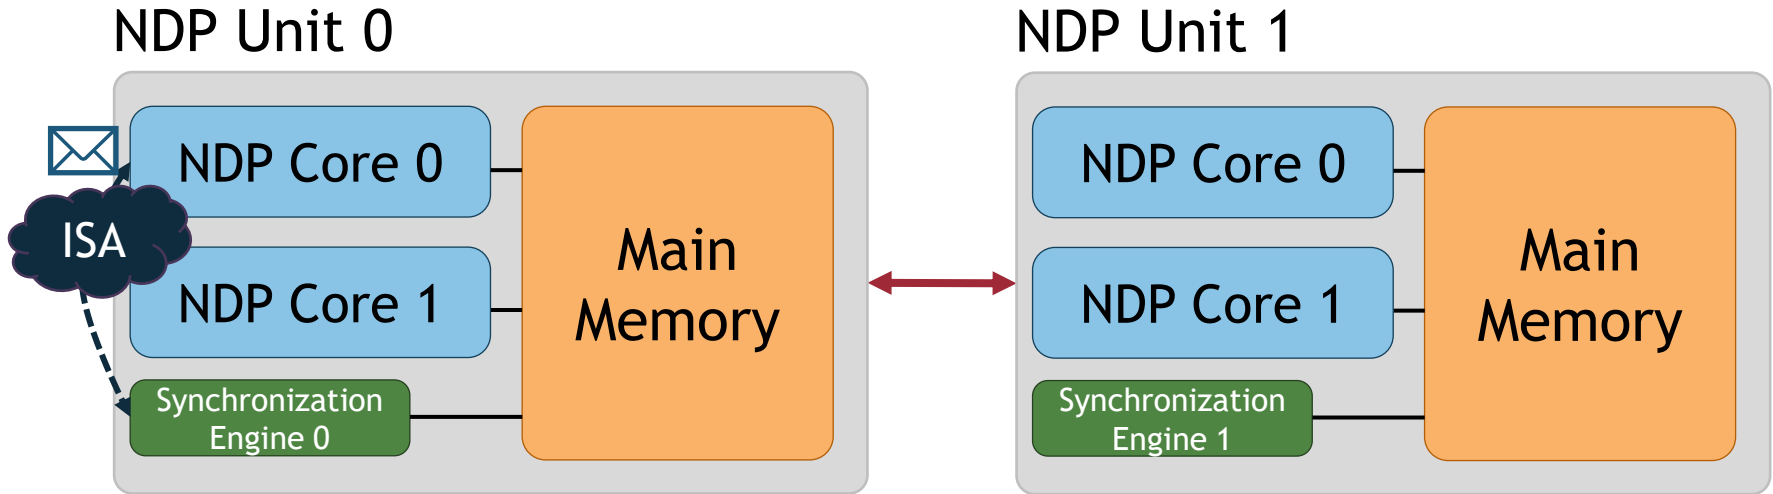 NDP Unit 0
NDP Core 0
ISA
NDP Core 1
Main
Memory
Synchronization
Engine 0
NDP Unit 1
NDP Core 0
NDP Core 1
Main
Memory
Synchronization
Engine 1